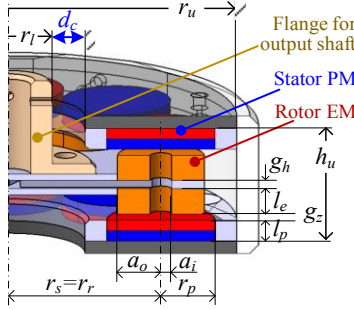 r_u
r_l
d_c
Flange for
output shaft
Stator PM
Rotor EM
g_h
h_u
l_e
g_z
l_p
a_o
a_i
r_s=r_r
r_p